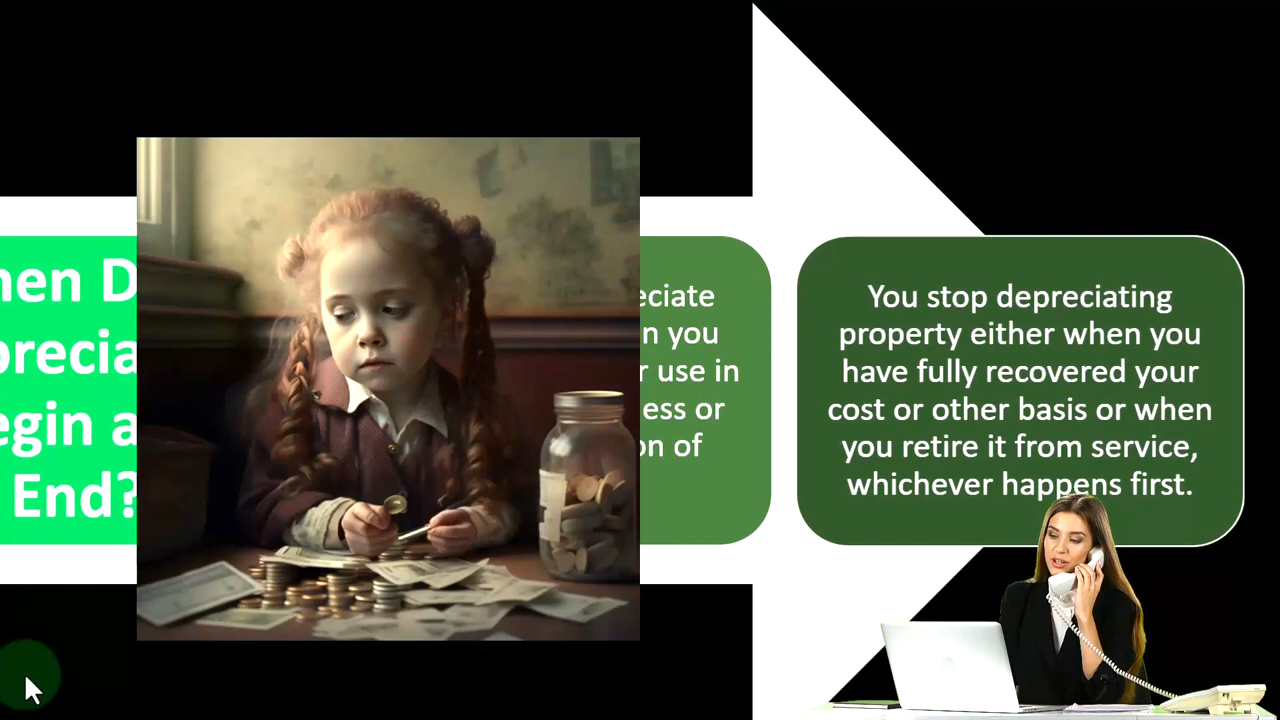 hen D
precia
egin a
End?
eciate
n you
r use in
ess or
on of
You stop depreciating
property either when you
have fully recovered your
cost or other basis or when
you retire it from service,
whichever happens first.